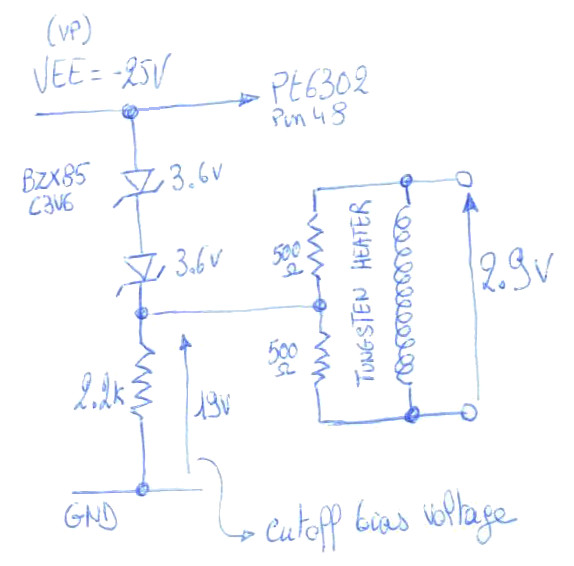 (VP)
VEE = -25V
PT6302
Pin 48
BZX85
C3V6
3.6V
3.6V
500
Ω
500
Ω
TUNGSTEN HEATER
2.9V
2.2K
19V
GND
cutoff bias voltage